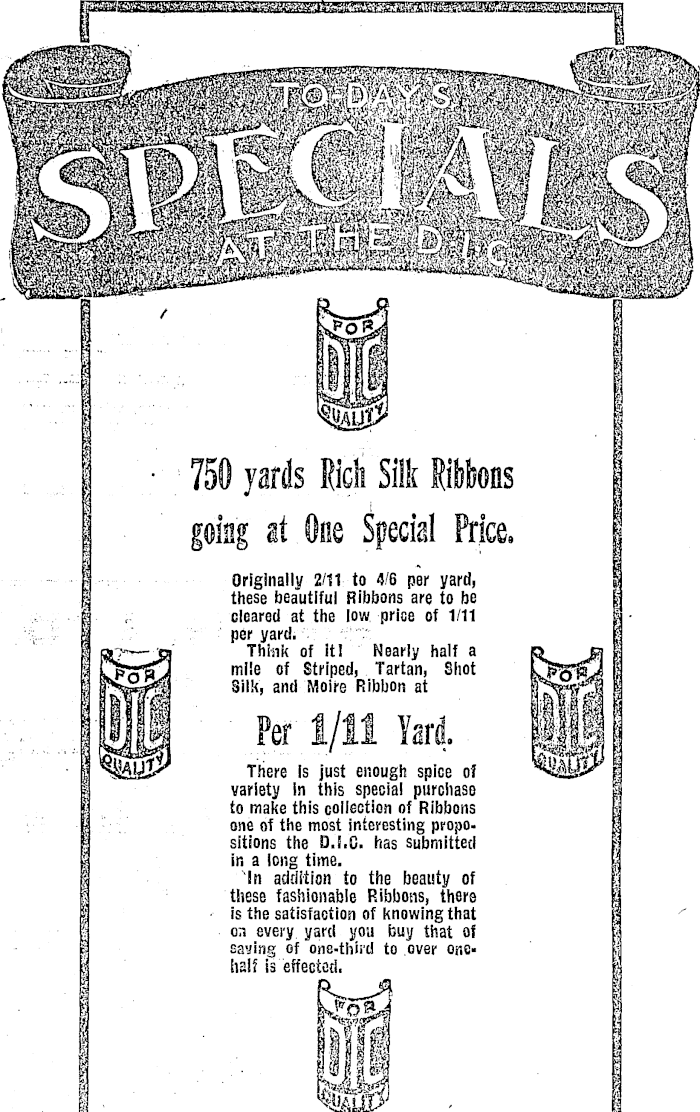 TO-DAY'S
SPECIALS
AT THE D.I.C
FOR
DIC
QUALITY
750 yards Rich Silk Ribbons
going at One Special Price.
Originally 2/11 to 4/6 per yard,
these beautiful Ribbons are to be
cleared at the low price of 1/11
per yard.
Think of it! Nearly half a
mile of Striped, Tartan, Shot
Silk, and Moire Ribbon at
FOR
DIC
QUALITY
FOR
DIC
QUALITY
Per 1/11 Yard.
There is just enough spice of
variety in this special purchase
to make this collection of Ribbons
one of the most interesting propo-
sitions the D.I.C. has submitted
in a long time.
In addition to the beauty of
these fashionable Ribbons, there
is the satisfaction of knowing that
on every yard you buy that of
saving of one-third to over one-
half is effected.
FOR
DIC
QUALITY